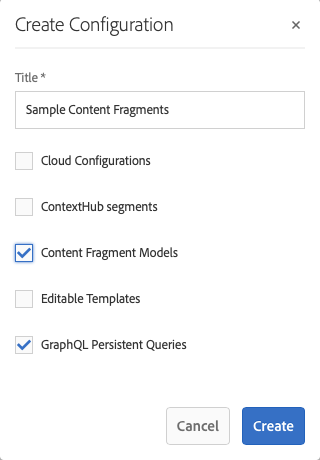 Create Configuration
Title *
Sample Content Fragments
Cloud Configurations
ContextHub segments
Content Fragment Models
Editable Templates
GraphQL Persistent Queries
Cancel Create